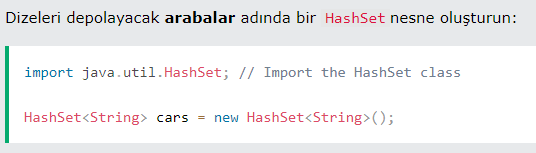 Dizeleri depolayacak arabalar adında bir HashSet nesne oluşturun:
import java.util.HashSet; // Import the HashSet class
HashSet<String> cars = new HashSet<String>();